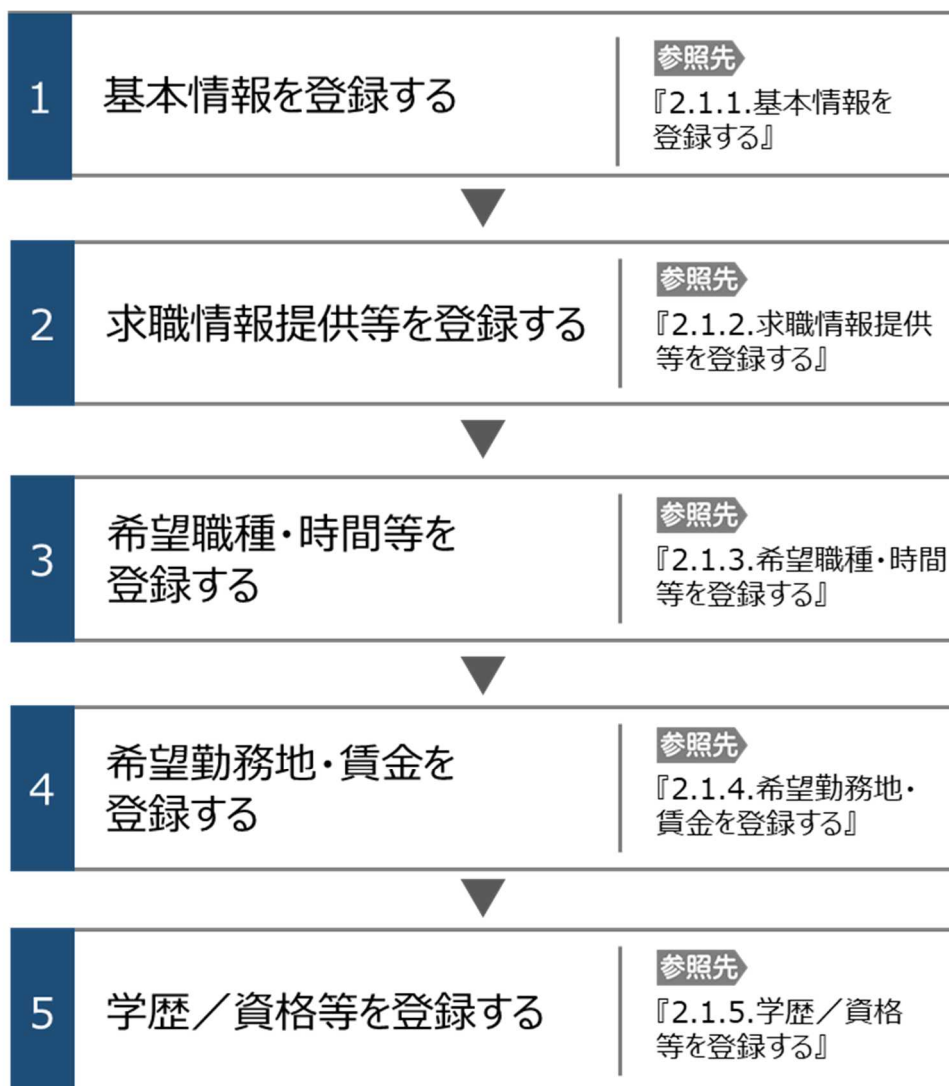 1
基本情報を登録する
参照先
『2.1.1.基本情報を
登録する』
2
求職情報提供等を登録する
参照先
『2.1.2.求職情報提供
等を登録する』
3
希望職種・時間等を
登録する
参照先
『2.1.3.希望職種・時間
等を登録する』
4
希望勤務地・賃金を
登録する
参照先
『2.1.4.希望勤務地・
賃金を登録する』
5
学歴／資格等を登録する
参照先
『2.1.5.学歴／資格
等を登録する』